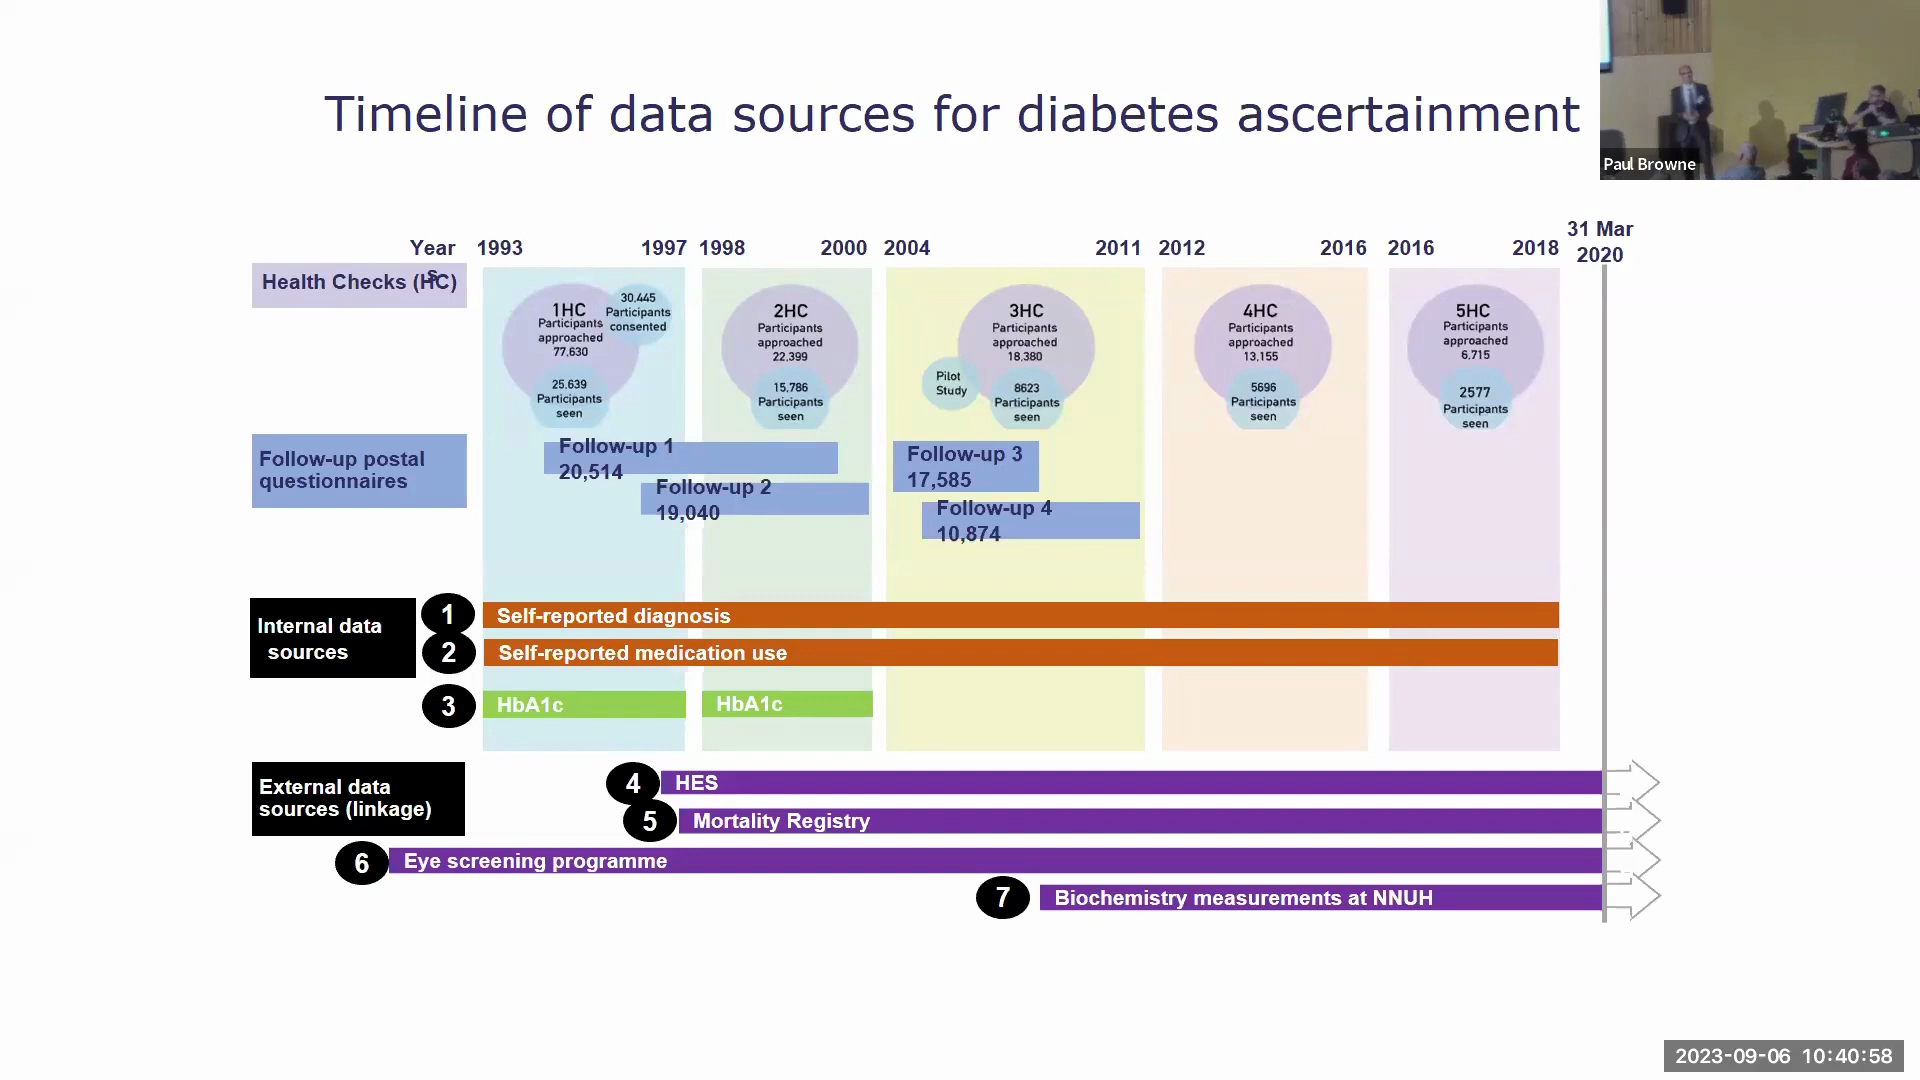 Timeline of data sources for diabetes ascertainment
Paul Browne
Years
1993
1997
1998
2000
2004
2011
2012
2016
2016
2018
31 Mar
2020
Health Checks (HC)
1HC
Participants
approached
77,630
30,445
Participants
consented
25,639
Participants
seen
2HC
Participants
approached
22,399
15,786
Participants
seen
3HC
Participants
approached
18,380
Pilot
Study
8623
Participants
seen
4HC
Participants
approached
13,155
5696
Participants
seen
5HC
Participants
approached
6,715
2577
Participants
seen
Follow-up postal
questionnaires
Follow-up 1
20,514
Follow-up 2
19,040
Follow-up 3
17,585
Follow-up 4
10,874
Internal data
sources
1
Self-reported diagnosis
2
Self-reported medication use
3
HbA1c
HbA1c
External data
sources (linkage)
4
HES
5
Mortality Registry
6
Eye screening programme
7
Biochemistry measurements at NNUH
2023-09-06 10:40:58